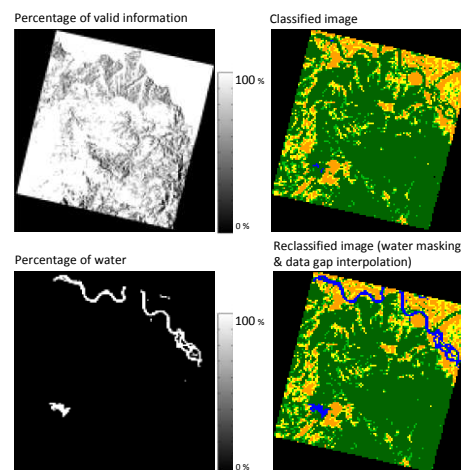 Percentage of valid information
Classified image
100 %
0 %
Percentage of water
Reclassified image (water masking
& data gap interpolation)
100 %
0 %